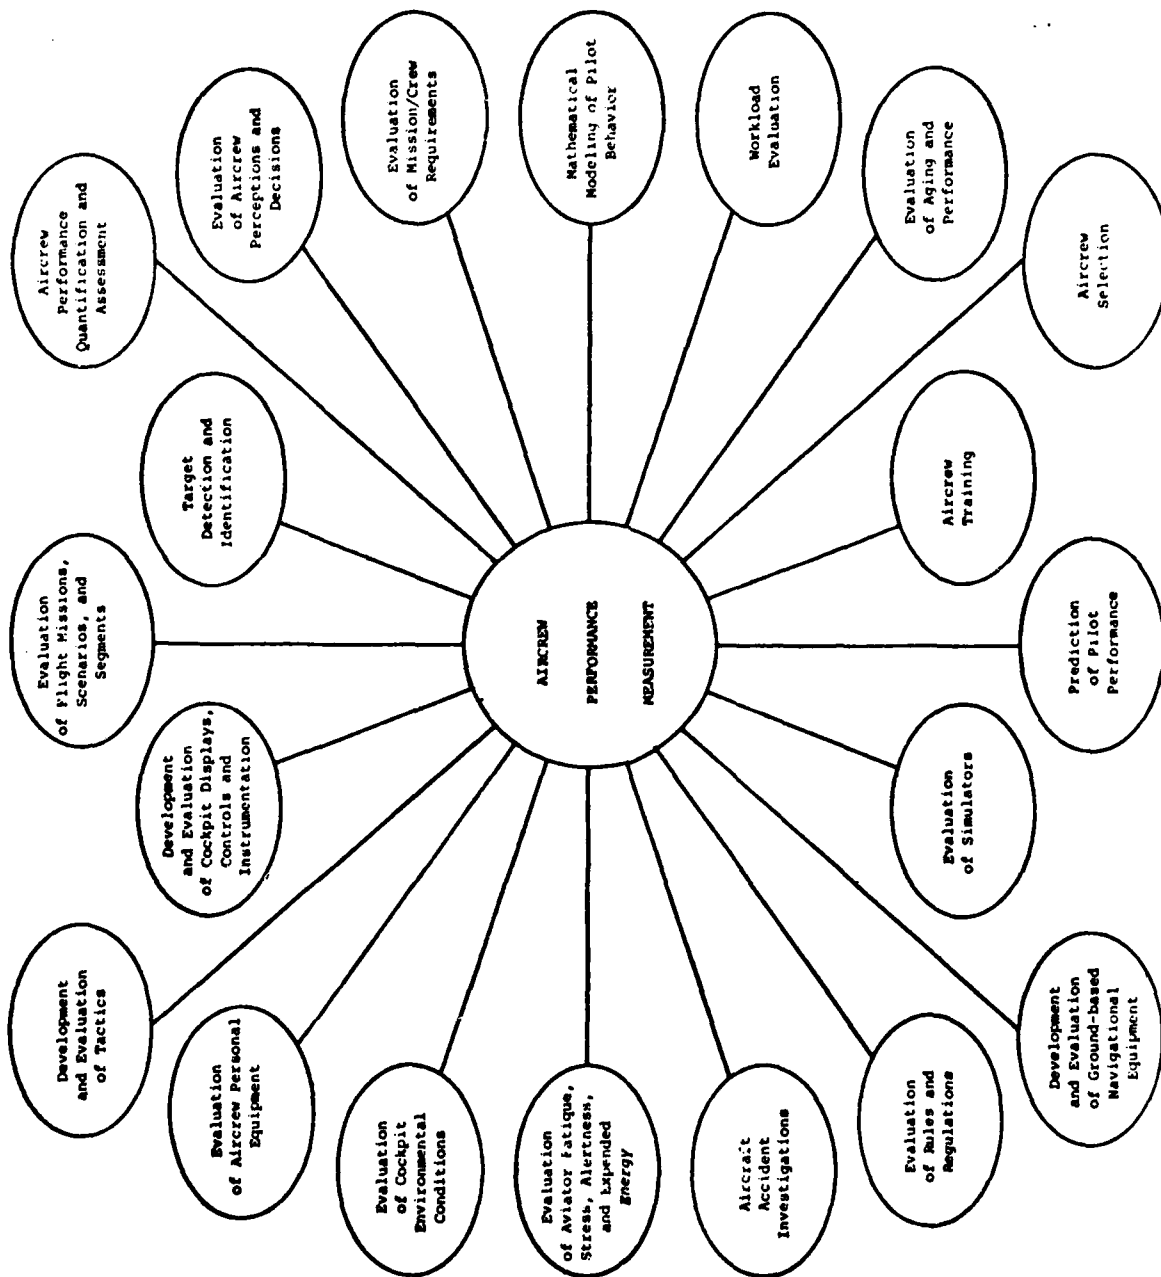 Development
and Evaluation
of Tactics
Evaluation
of Flight Missions,
Scenarios, and
Segments
Aircrew
Performance
Quantification and
Assessment
Evaluation
of Aircrew Personal
Equipment
Development
and Evaluation
of Cockpit Displays,
Controls and
Instrumentation
Target
Detection and
Identification
Evaluation
of Aircrew
Perceptions and
Decisions
Evaluation
of Cockpit
Environmental
Conditions
Evaluation
of Mission/Crew
Requirements
Evaluation
of Aviator Fatique,
Stress, Alertness,
and Expended
Energy
AIRCREW
PERFORMANCE
MEASUREMENT
Mathematical
Modeling of Pilot
Behavior
Aircraft
Accident
Investigations
Workload
Evaluation
Evaluation
of Rules and
Regulations
Evaluation
of Simulators
Aircrew
Training
Evaluation
of Aging and
Performance
Development
and Evaluation
of Ground-based
Navigational
Equipment
Prediction
of Pilot
Performance
Aircrew
Selection